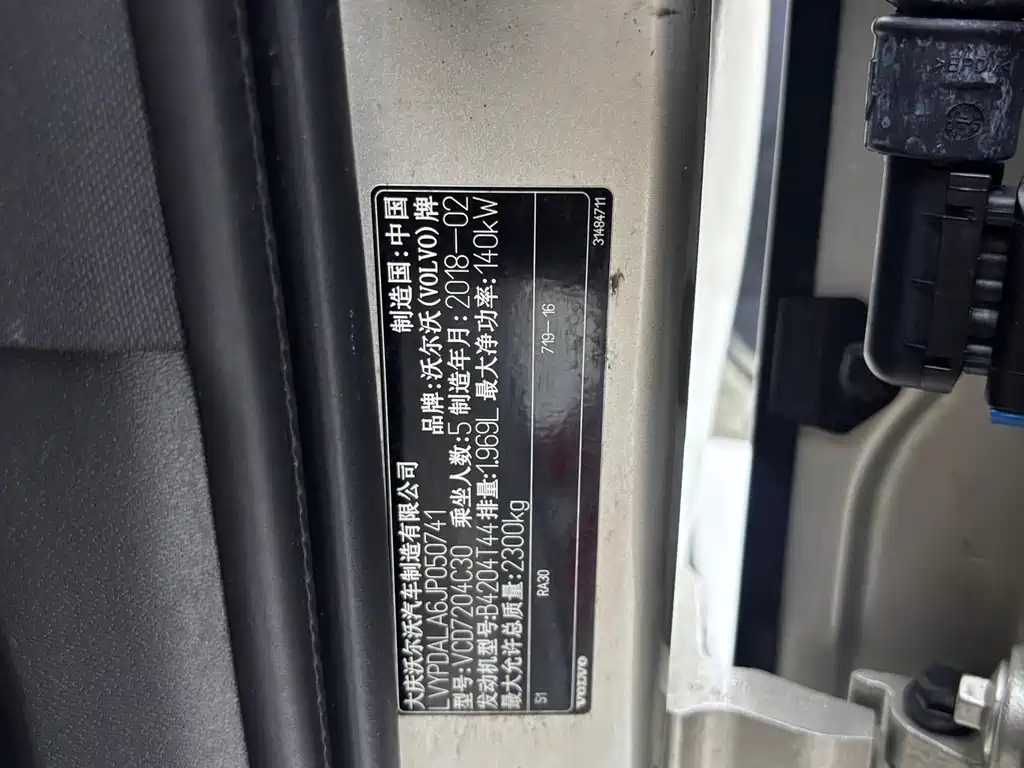 大庆沃尔沃汽车制造有限公司 制造国:中国
LVYPDALA6JP050741 品牌:沃尔沃(VOLVO)牌
型号:VCD7204C30 乘坐人数:5 制造年月:2018-02
发动机型号:B4204T44 排量:1.969L 最大净功率:140kW
最大允许总质量:2300kg
51 RA30 719-16
VOLVO 31484711